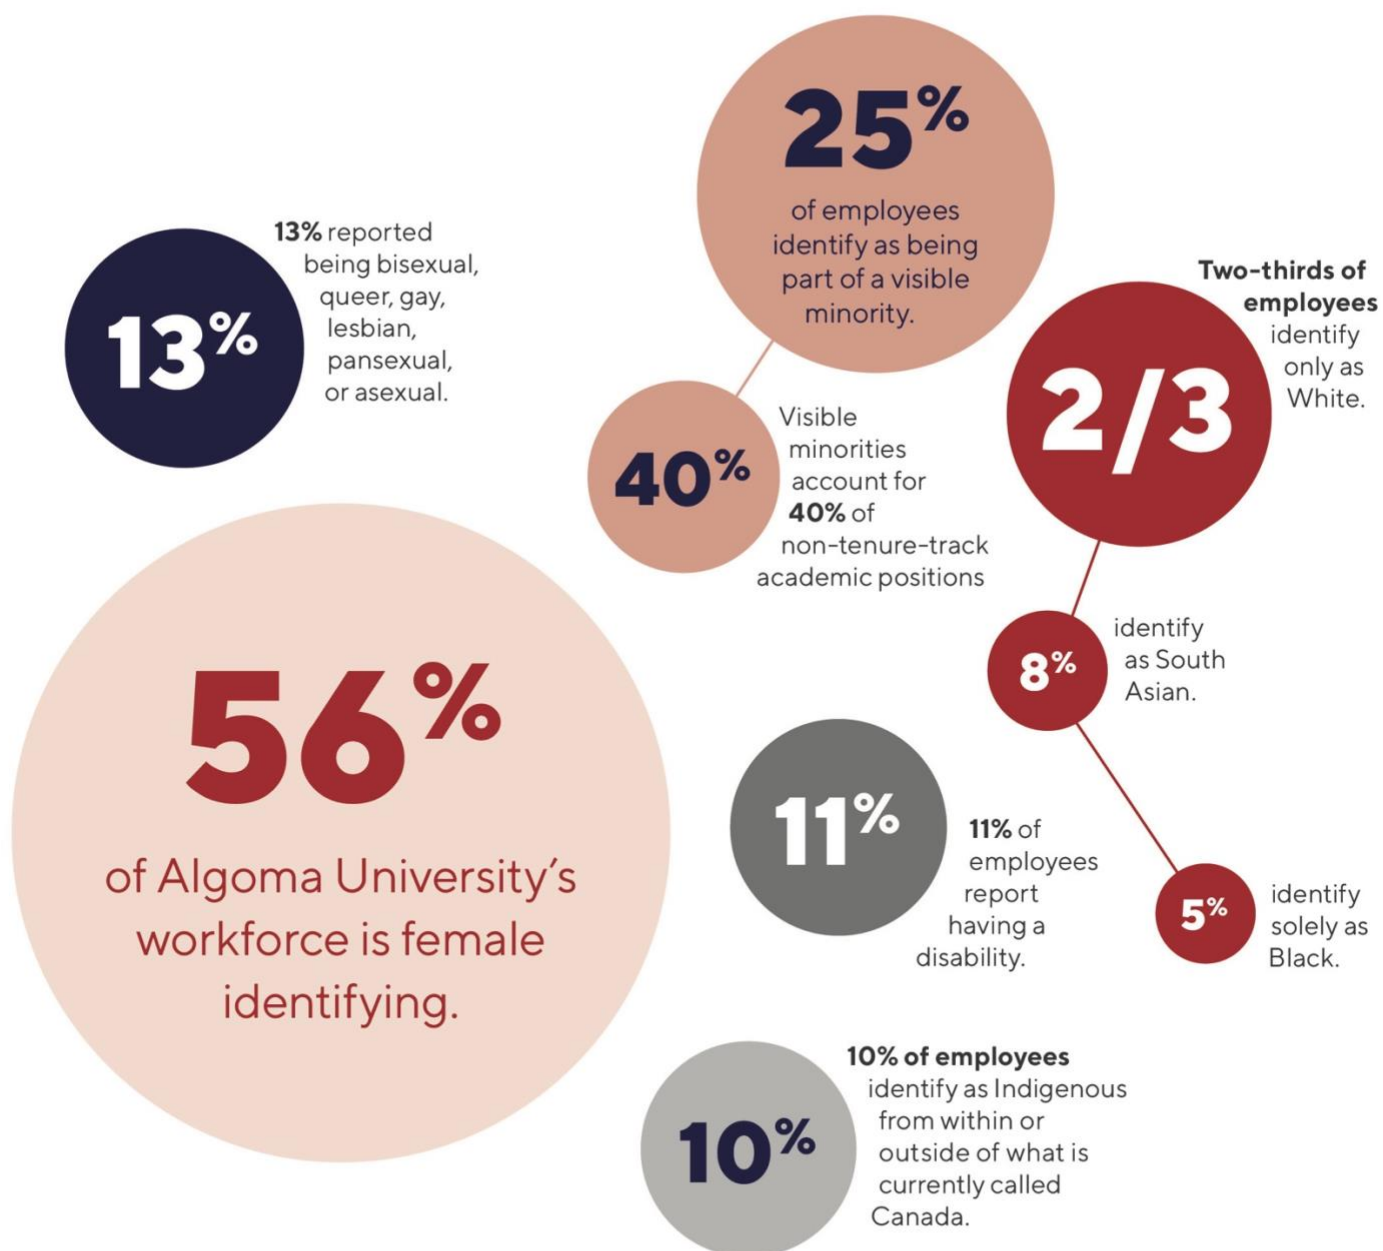 25%
of employees
identify as being
part of a visible
minority.
13%
13% reported
being bisexual,
queer, gay,
lesbian,
pansexual,
or asexual.
2/3
Two-thirds of
employees
identify
only as
White.
40%
Visible
minorities
account for
40% of
non-tenure-track
academic positions
56%
of Algoma University’s
workforce is female
identifying.
8%
identify
as South
Asian.
11%
11% of
employees
report
having a
disability.
5%
identify
solely as
Black.
10%
10% of employees
identify as Indigenous
from within or
outside of what is
currently called
Canada.